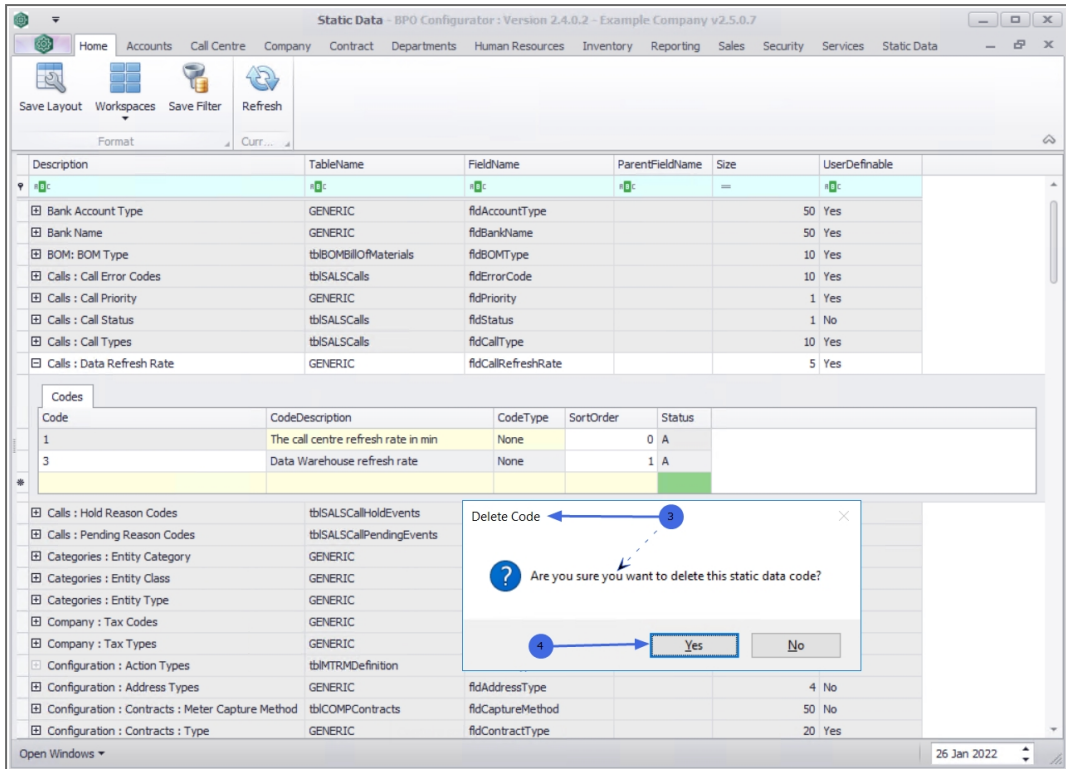 Static Data - BPO Configurator : Version 2.4.0.2 - Example Company v2.5.0.7
Home Accounts Call Centre Company Contract Departments Human Resources Inventory Reporting Sales Security Services Static Data
Save Layout Workspaces Save Filter Refresh
Format Curr...
Description TableName FieldName ParentFieldName Size UserDefinable
Bank Account Type GENERIC fldAccountType 50 Yes
Bank Name GENERIC fldBankName 50 Yes
BOM: BOM Type tblBOMBillOfMaterials fldBOMType 10 Yes
Calls : Call Error Codes tblSALSCalls fldErrorCode 10 Yes
Calls : Call Priority GENERIC fldPriority 1 Yes
Calls : Call Status tblSALSCalls fldStatus 1 No
Calls : Call Types tblSALSCalls fldCallType 10 Yes
Calls : Data Refresh Rate GENERIC fldCallRefreshRate 5 Yes
Codes
Code CodeDescription CodeType SortOrder Status
1 The call centre refresh rate in min None 0 A
3 Data Warehouse refresh rate None 1 A
Calls : Hold Reason Codes tblSALSCallHoldEvents
Calls : Pending Reason Codes tblSALSCallPendingEvents
Categories : Entity Category GENERIC
Categories : Entity Class GENERIC
Categories : Entity Type GENERIC
Company : Tax Codes GENERIC
Company : Tax Types GENERIC
Configuration : Action Types tblMTRMDefinition
Delete Code 3
Are you sure you want to delete this static data code?
4 Yes No
Configuration : Address Types GENERIC fldAddressType 4 No
Configuration : Contracts : Meter Capture Method tblCOMPContracts fldCaptureMethod 50 No
Configuration : Contracts : Type GENERIC fldContractType 20 Yes
Open Windows 26 Jan 2022